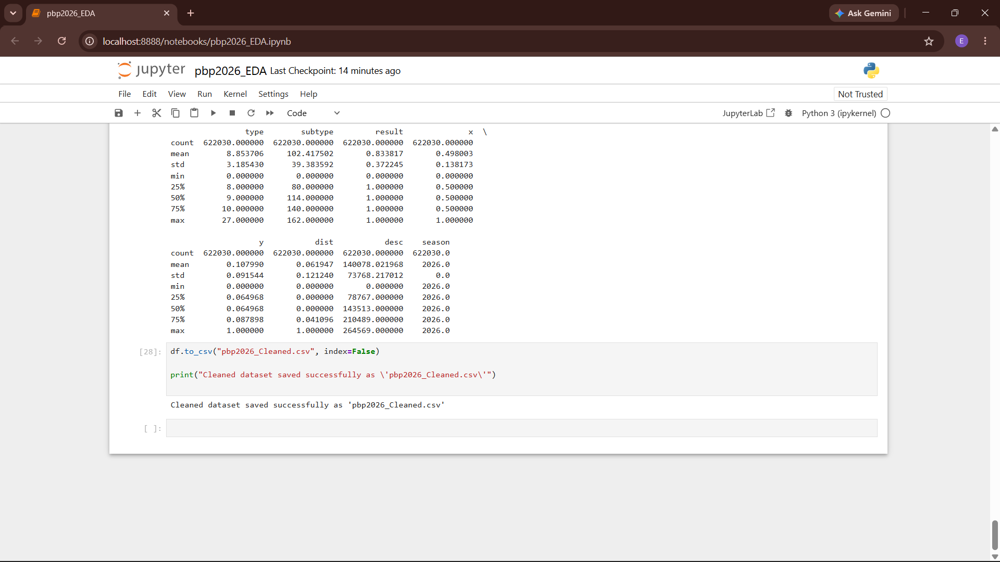 pbp2026_EDA
Ask Gemini
localhost:8888/notebooks/pbp2026_EDA.ipynb
E
jupyter pbp2026_EDA Last Checkpoint: 14 minutes ago
File Edit View Run Kernel Settings Help Not Trusted
Code JupyterLab Python 3 (ipykernel)
type subtype result x \
count 622030.000000 622030.000000 622030.000000 622030.000000
mean 8.853706 102.417502 0.833817 0.498003
std 3.185430 39.383592 0.372245 0.138173
min 0.000000 0.000000 0.000000 0.000000
25% 8.000000 80.000000 1.000000 0.500000
50% 9.000000 114.000000 1.000000 0.500000
75% 10.000000 140.000000 1.000000 0.500000
max 27.000000 162.000000 1.000000 1.000000
y dist desc season
count 622030.000000 622030.000000 622030.000000 622030.0
mean 0.107990 0.061947 140078.021968 2026.0
std 0.091544 0.121240 73768.217012 0.0
min 0.000000 0.000000 0.000000 2026.0
25% 0.064968 0.000000 78767.000000 2026.0
50% 0.064968 0.000000 143513.000000 2026.0
75% 0.087898 0.041096 210489.000000 2026.0
max 1.000000 1.000000 264569.000000 2026.0
[28]: df.to_csv("pbp2026_Cleaned.csv", index=False)
print("Cleaned dataset saved successfully as \'pbp2026_Cleaned.csv\'")
Cleaned dataset saved successfully as 'pbp2026_Cleaned.csv'
[ ]: